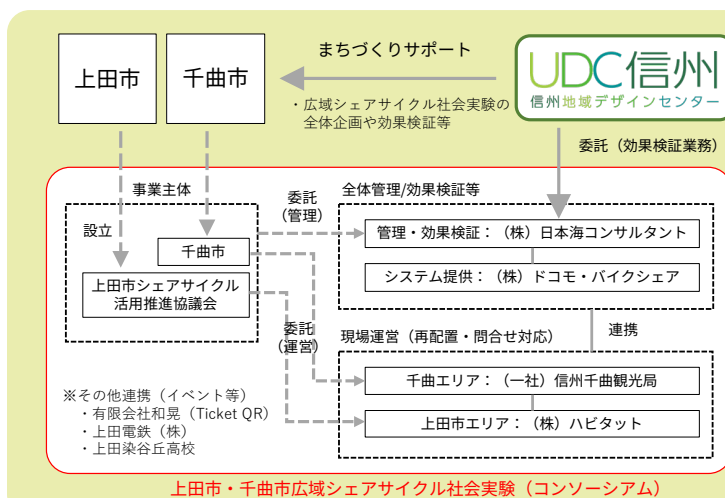 上田市
千曲市
まちづくりサポート
・広域シェアサイクル社会実験の
全体企画や効果検証等
UDC信州
信州地域デザインセンター
委託（効果検証業務）
事業主体
設立
千曲市
上田市シェアサイクル
活用推進協議会
委託
（管理）
委託
（運営）
全体管理/効果検証等
管理・効果検証：（株）日本海コンサルタント
システム提供：（株）ドコモ・バイクシェア
連携
現場運営（再配置・問合せ対応）
千曲エリア：（一社）信州千曲観光局
上田市エリア：（株）ハビタット
※その他連携（イベント等）
・有限会社和晃（Ticket QR）
・上田電鉄（株）
・上田染谷丘高校
上田市・千曲市広域シェアサイクル社会実験（コンソーシアム）